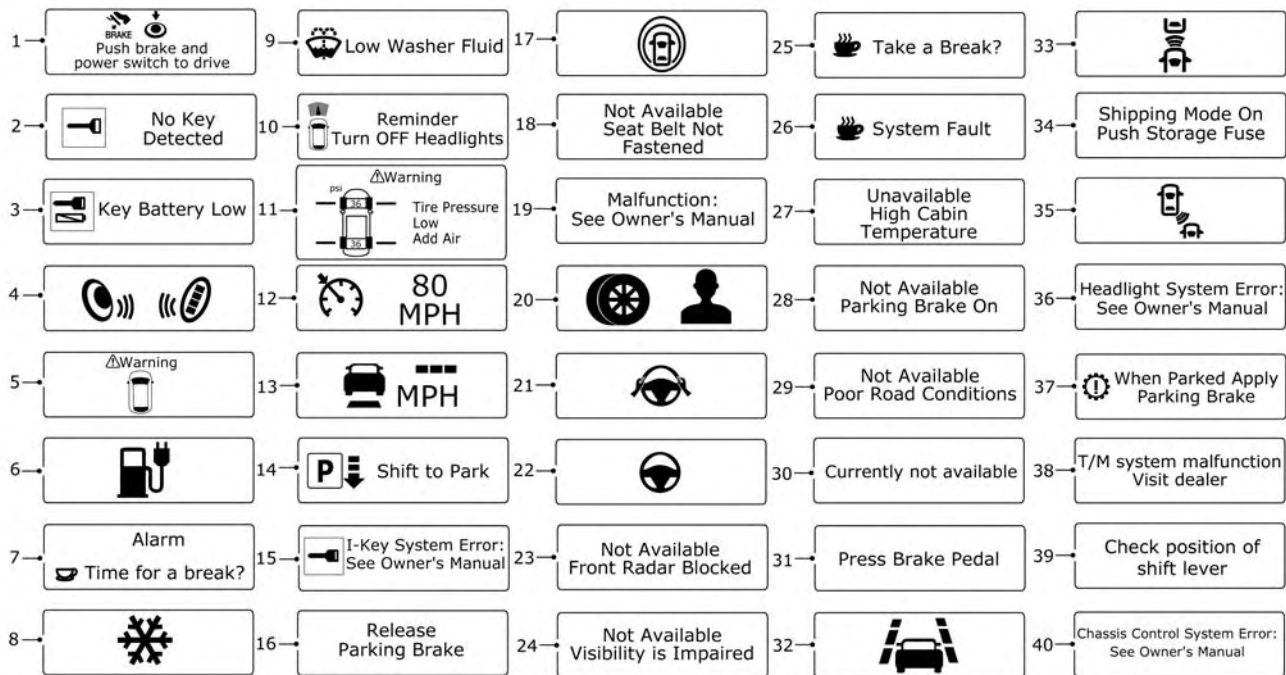 1
BRAKE
Push brake and
power switch to drive
2
No Key
Detected
3
Key Battery Low
4
5
⚠Warning
6
7
Alarm
Time for a break?
8
9
Low Washer Fluid
10
Reminder
Turn OFF Headlights
11
⚠Warning
psi
36
36
Tire Pressure
Low
Add Air
12
80
MPH
13
MPH
14
P
Shift to Park
15
I-Key System Error:
See Owner's Manual
16
Release
Parking Brake
17
18
Not Available
Seat Belt Not
Fastened
19
Malfunction:
See Owner's Manual
20
21
22
23
Not Available
Front Radar Blocked
24
Not Available
Visibility is Impaired
25
Take a Break?
26
System Fault
27
Unavailable
High Cabin
Temperature
28
Not Available
Parking Brake On
29
Not Available
Poor Road Conditions
30
Currently not available
31
Press Brake Pedal
32
33
34
Shipping Mode On
Push Storage Fuse
35
36
Headlight System Error:
See Owner's Manual
37
When Parked Apply
Parking Brake
38
T/M system malfunction
Visit dealer
39
Check position of
shift lever
40
Chassis Control System Error:
See Owner's Manual